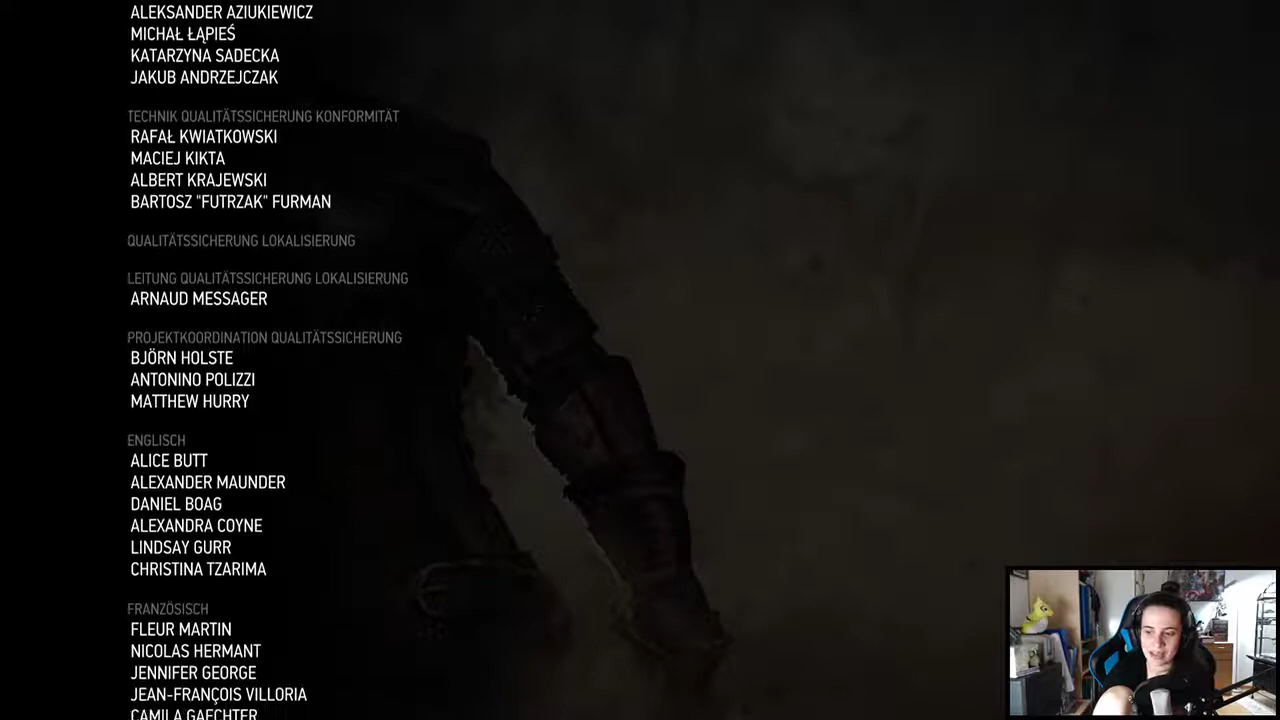 ALEKSANDER AZIUKIEWICZ
MICHAŁ ŁĄPIEŚ
KATARZYNA SADECKA
JAKUB ANDRZEJCZAK
TECHNIK QUALITÄTSSICHERUNG KONFORMITÄT
RAFAŁ KWIATKOWSKI
MACIEJ KIKTA
ALBERT KRAJEWSKI
BARTOSZ "FUTRZAK" FURMAN
QUALITÄTSSICHERUNG LOKALISIERUNG
LEITUNG QUALITÄTSSICHERUNG LOKALISIERUNG
ARNAUD MESSAGER
PROJEKTKOORDINATION QUALITÄTSSICHERUNG
BJÖRN HOLSTE
ANTONINO POLIZZI
MATTHEW HURRY
ENGLISCH
ALICE BUTT
ALEXANDER MAUNDER
DANIEL BOAG
ALEXANDRA COYNE
LINDSAY GURR
CHRISTINA TZARIMA
FRANZÖSISCH
FLEUR MARTIN
NICOLAS HERMANT
JENNIFER GEORGE
JEAN-FRANÇOIS VILLORIA
CAMILA GAECHTER